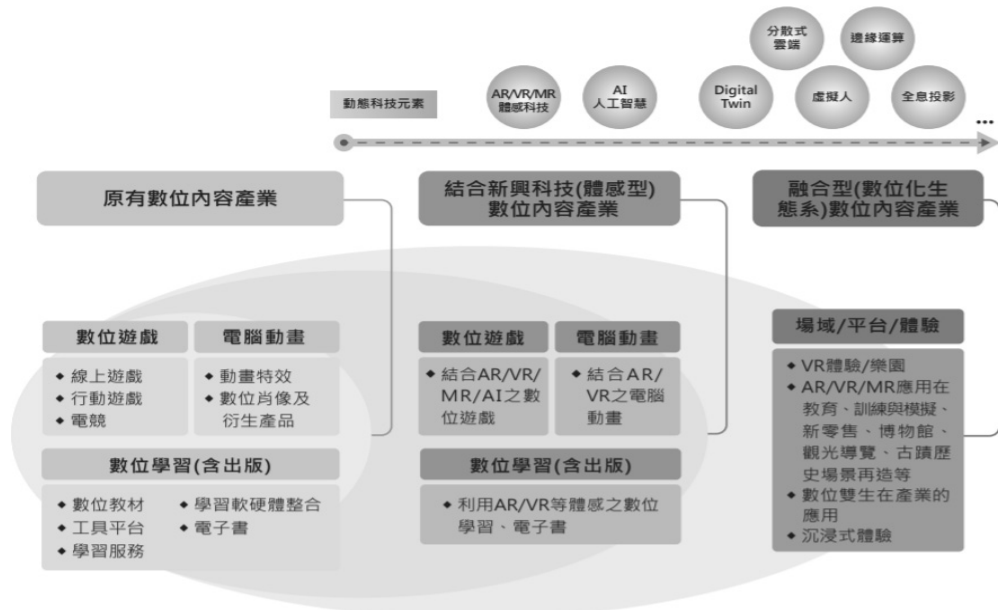 分散式
雲端
邊緣運算
動態科技元素
AR/VR/MR
體感科技
AI
人工智慧
Digital
Twin
虛擬人
全息投影
...
原有數位內容產業
結合新興科技(體感型)
數位內容產業
融合型(數位化生
態系)數位內容產業
數位遊戲
◆ 線上遊戲
◆ 行動遊戲
◆ 電競
電腦動畫
◆ 動畫特效
◆ 數位肖像及
衍生產品
數位學習(含出版)
◆ 數位教材
◆ 工具平台
◆ 學習服務
◆ 學習軟硬體整合
◆ 電子書
數位遊戲
◆ 結合AR/VR/
MR/AI之數
位遊戲
電腦動畫
◆ 結合AR/
VR之電腦
動畫
數位學習(含出版)
◆ 利用AR/VR等體感之數位
學習、電子書
場域/平台/體驗
◆ VR體驗/樂園
◆ AR/VR/MR應用在
教育、訓練與模擬、
新零售、博物館、
觀光導覽、古蹟歷
史場景再造等
◆ 數位雙生在產業的
應用
◆ 沉浸式體驗